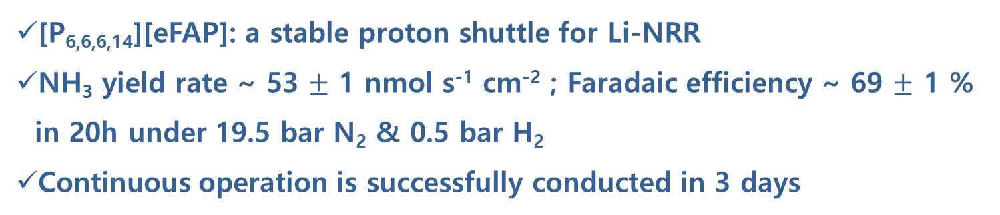 ✓[P₆,₆,₆,₁₄][eFAP]: a stable proton shuttle for Li-NRR
✓NH₃ yield rate ~ 53 ± 1 nmol s⁻¹ cm⁻² ; Faradaic efficiency ~ 69 ± 1 %
in 20h under 19.5 bar N₂ & 0.5 bar H₂
✓Continuous operation is successfully conducted in 3 days